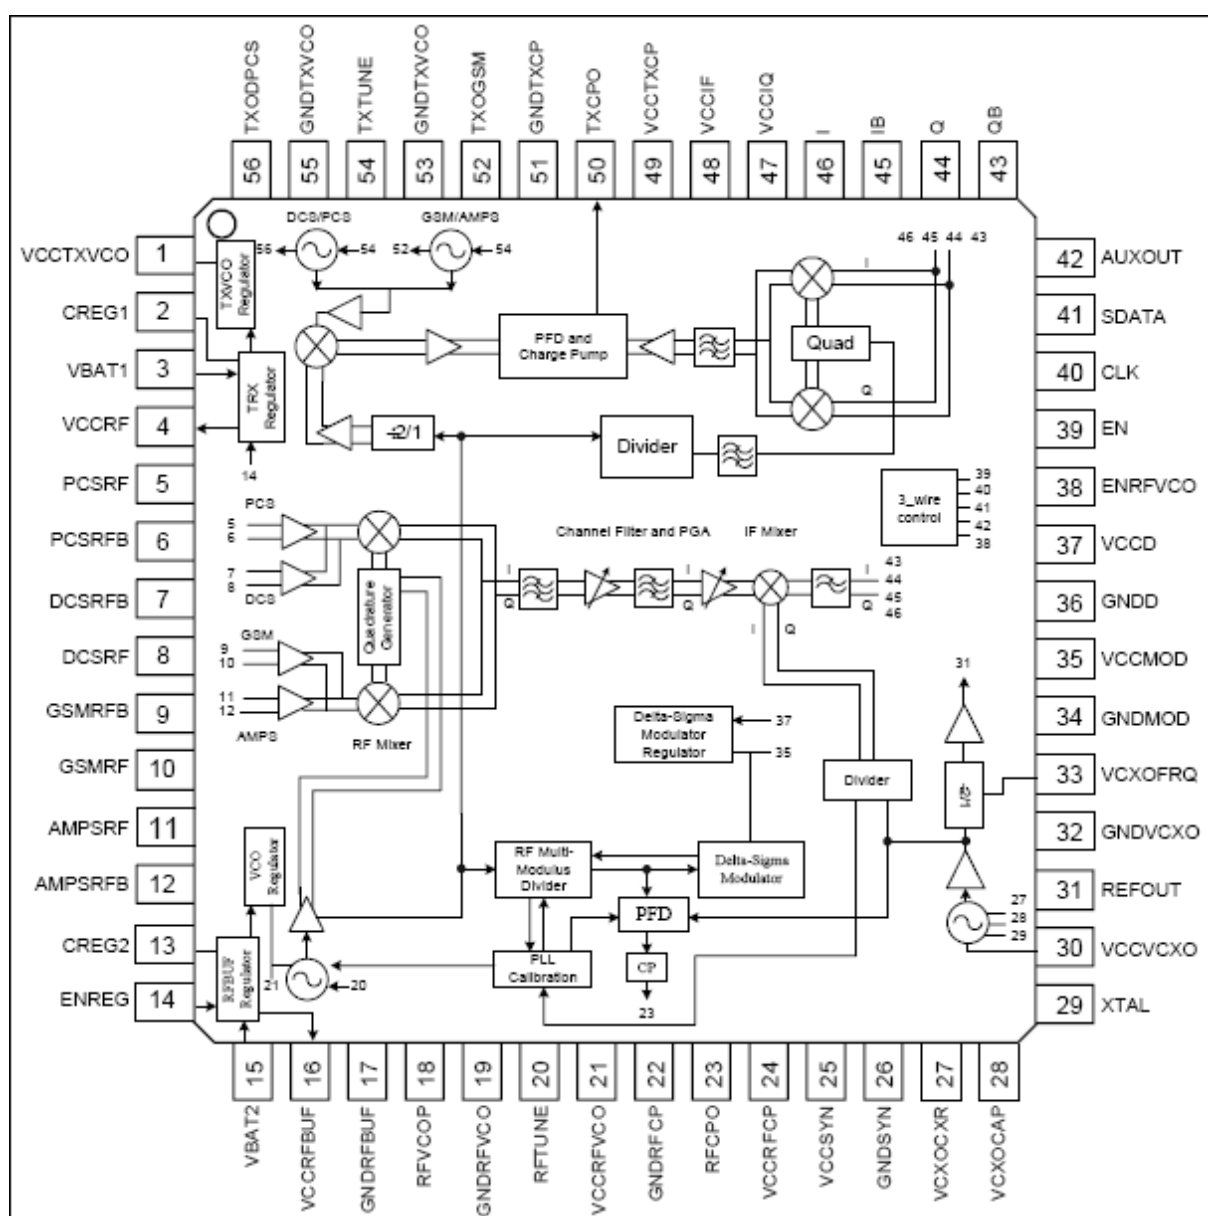 TXODPCS
GNDTXVCO
TXTUNE
GNDTXVCO
TXOGSM
GNDTXCP
TXCPO
VCCTXCP
VCCIF
VCCIQ
I
IB
Q
QB
56
55
54
53
52
51
50
49
48
47
46
45
44
43
VCCTXVCO 1
CREG1 2
VBAT1 3
VCCRF 4
PCSRF 5
PCSRFB 6
DCSRFB 7
DCSRF 8
GSMRFB 9
GSMRF 10
AMPSRF 11
AMPSRFB 12
CREG2 13
ENREG 14
42 AUXOUT
41 SDATA
40 CLK
39 EN
38 ENRFVCO
37 VCCD
36 GNDD
35 VCCMOD
34 GNDMOD
33 VCXOFRQ
32 GNDVCXO
31 REFOUT
30 VCCVCXO
29 XTAL
DCS/PCS
GSM/AMPS
56
54
52
54
46 45 44 43
TXVCO
Regulator
TRX
Regulator
14
PFD and
Charge Pump
I
Quad
Q
÷2/1
Divider
3_wire
control
39
40
41
42
38
PCS
5
6
7
8
DCS
GSM
9
10
11
12
AMPS
Quadrature
Generator
RF Mixer
Channel Filter and PGA
IF Mixer
I
Q
I
Q
I
Q
43
44
45
46
I
Q
Delta-Sigma
Modulator
Regulator
37
35
Divider
31
÷2/1
27
28
29
VCO
Regulator
RFBUF
Regulator
21
20
RF Multi-
Modulus
Divider
Delta-Sigma
Modulator
PFD
PLL
Calibration
CP
23
15
16
17
18
19
20
21
22
23
24
25
26
27
28
VBAT2
VCCRFBUF
GNDRFBUF
RFVCOP
GNDRFVCO
RFTUNE
VCCRFVCO
GNDRFCP
RFCPO
VCCRFCP
VCCSYN
GNDSYN
VCXOCXR
VCXOCAP